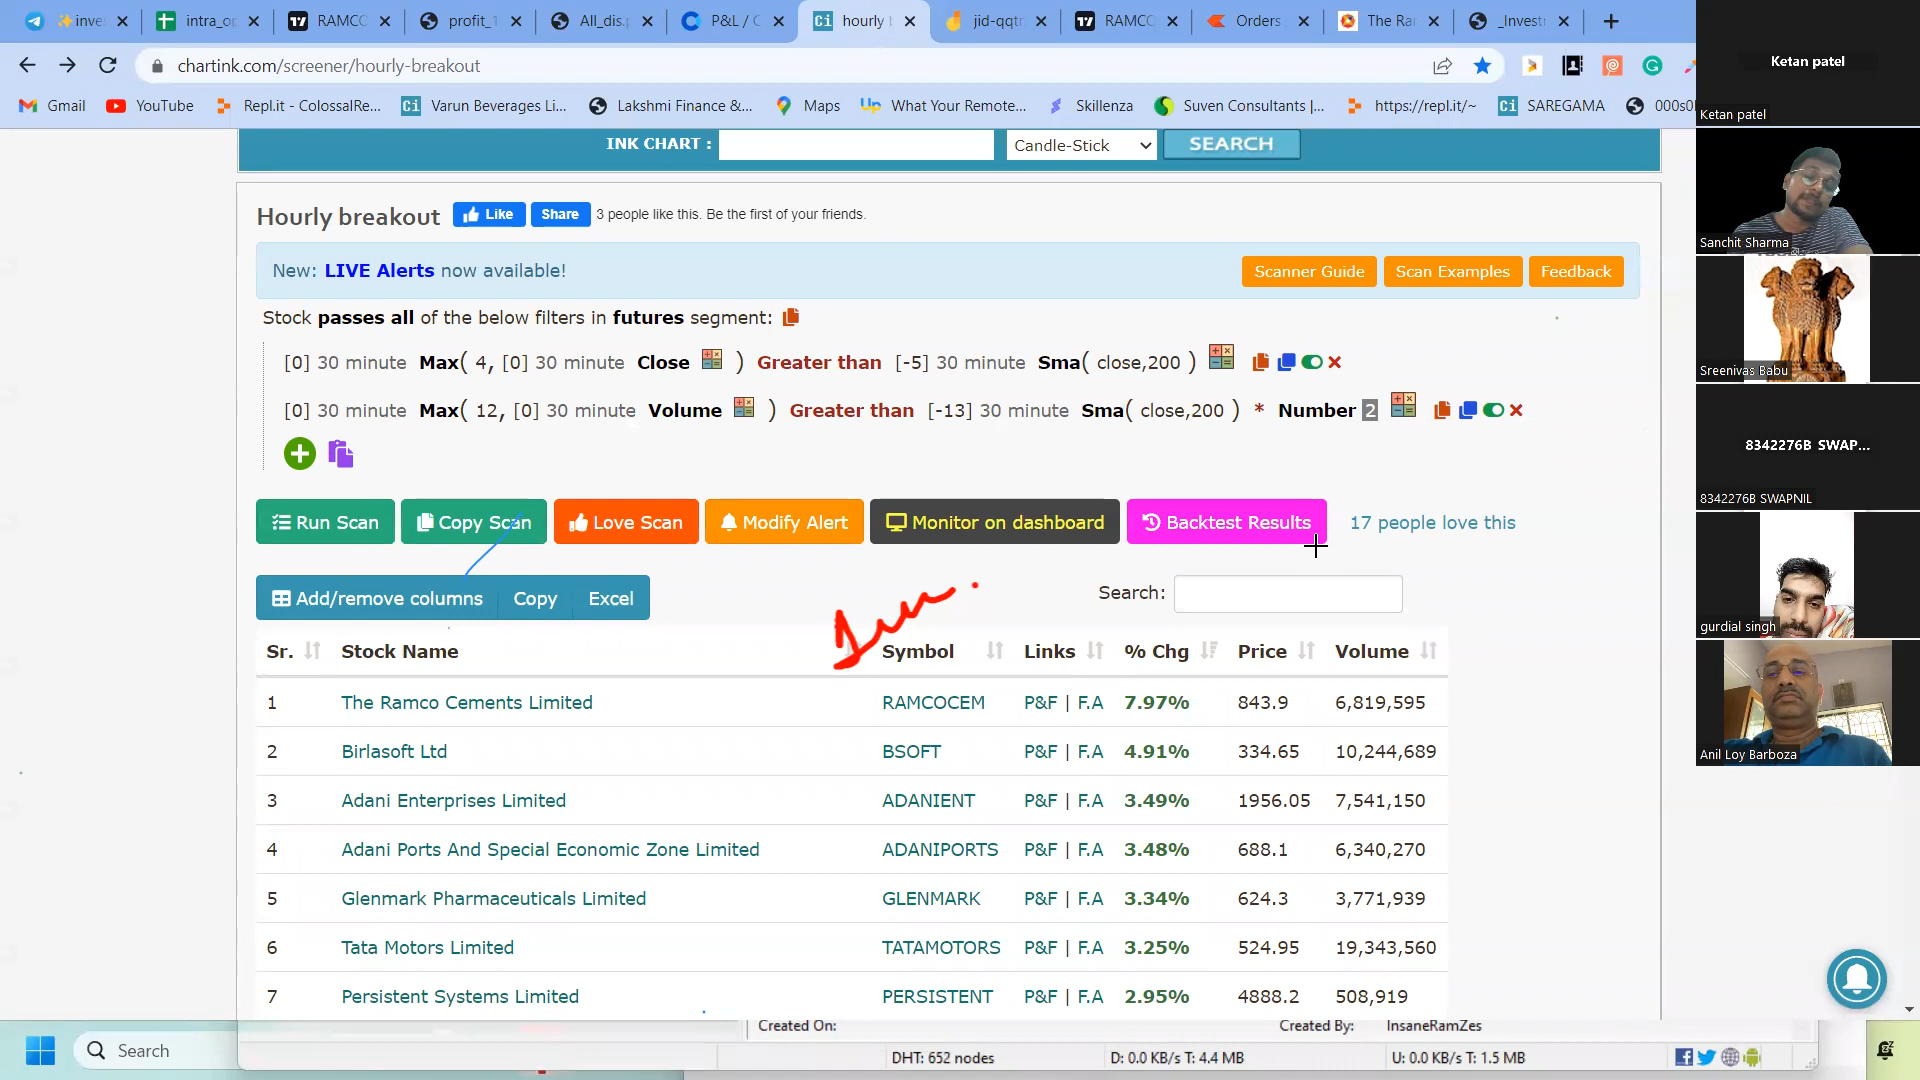 inve
intra_o
RAMCO
profit_1
All_dis.
P&L / C
Ci hourly b
jid-qqtr
RAMCO
Orders
The Ra
_Invest
chartink.com/screener/hourly-breakout
Gmail YouTube Repl.it - ColossalRe... Ci Varun Beverages Li... Lakshmi Finance &... Maps Up What Your Remote... Skillenza Suven Consultants |... https://repl.it/~ Ci SAREGAMA 000s0
INK CHART : Candle-Stick SEARCH
Hourly breakout Like Share 3 people like this. Be the first of your friends.
New: LIVE Alerts now available! Scanner Guide Scan Examples Feedback
Stock passes all of the below filters in futures segment:
[0] 30 minute Max( 4, [0] 30 minute Close ) Greater than [-5] 30 minute Sma( close,200 )
[0] 30 minute Max( 12, [0] 30 minute Volume ) Greater than [-13] 30 minute Sma( close,200 ) * Number 2
Run Scan Copy Scan Love Scan Modify Alert Monitor on dashboard Backtest Results 17 people love this
Add/remove columns Copy Excel Search:
Sr. Stock Name Symbol Links % Chg Price Volume
1 The Ramco Cements Limited RAMCOCEM P&F | F.A 7.97% 843.9 6,819,595
2 Birlasoft Ltd BSOFT P&F | F.A 4.91% 334.65 10,244,689
3 Adani Enterprises Limited ADANIENT P&F | F.A 3.49% 1956.05 7,541,150
4 Adani Ports And Special Economic Zone Limited ADANIPORTS P&F | F.A 3.48% 688.1 6,340,270
5 Glenmark Pharmaceuticals Limited GLENMARK P&F | F.A 3.34% 624.3 3,771,939
6 Tata Motors Limited TATAMOTORS P&F | F.A 3.25% 524.95 19,343,560
7 Persistent Systems Limited PERSISTENT P&F | F.A 2.95% 4888.2 508,919
Created On: Created By: InsaneRamZes
Search DHT: 652 nodes D: 0.0 KB/s T: 4.4 MB U: 0.0 KB/s T: 1.5 MB
Ketan patel
Ketan patel
Sanchit Sharma
Sreenivas Babu
8342276B SWAP...
8342276B SWAPNIL
gurdial singh
Anil Loy Barboza